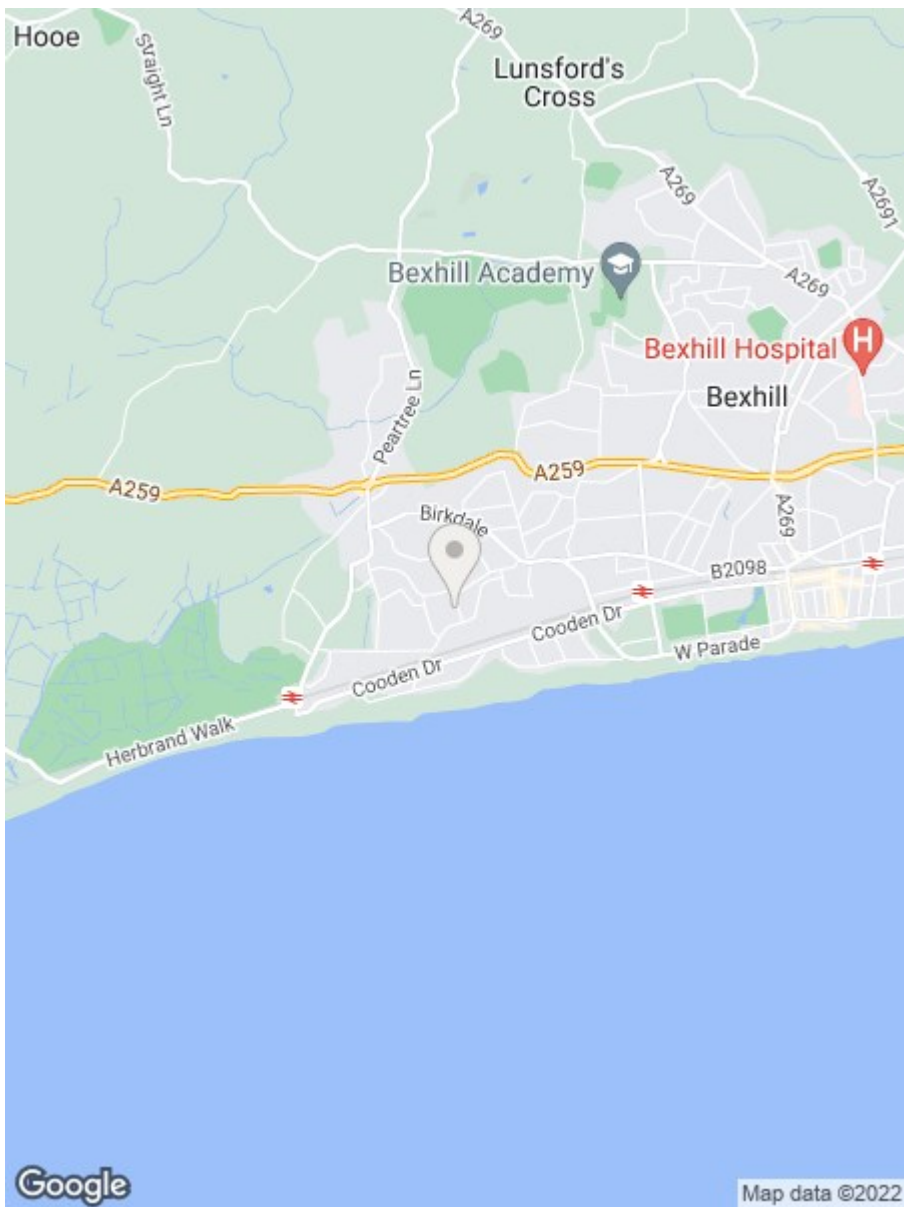 Hooe
Straight Ln
A269
Lunsford's
Cross
A269
A2691
Bexhill Academy
A269
Bexhill Hospital
H
Bexhill
Peartree Ln
A259
A259
A269
Birkdale
B2098
Cooden Dr
W Parade
Cooden Dr
Herbrand Walk
Google
Map data ©2022